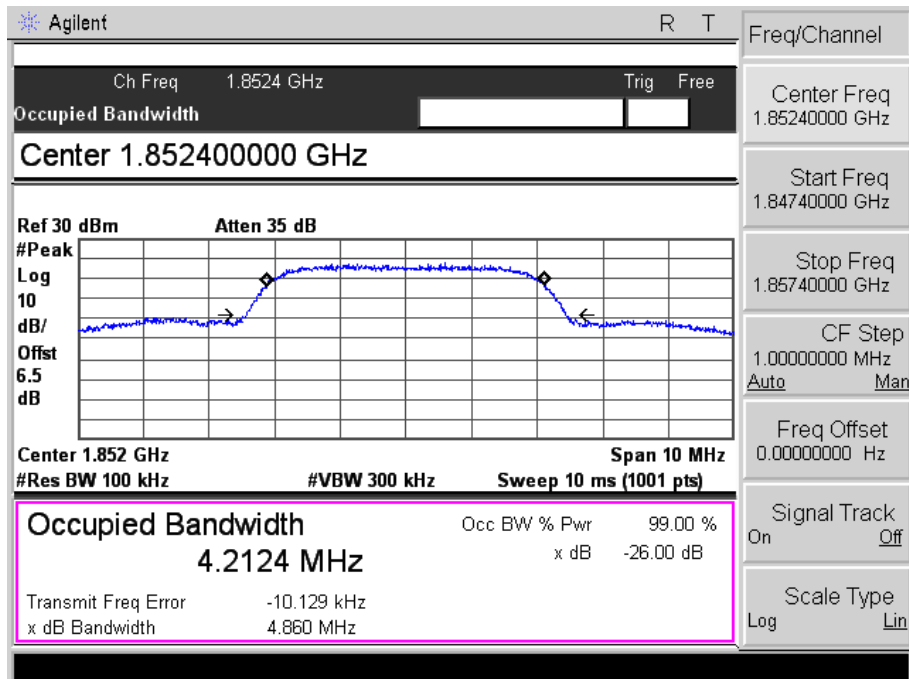 Agilent R T
Ch Freq 1.8524 GHz Trig Free
Occupied Bandwidth
Center 1.852400000 GHz
Ref 30 dBm Atten 35 dB
#Peak
Log
10
dB/
Offst
6.5
dB
Center 1.852 GHz Span 10 MHz
#Res BW 100 kHz #VBW 300 kHz Sweep 10 ms (1001 pts)
Occupied Bandwidth Occ BW % Pwr 99.00 %
4.2124 MHz x dB -26.00 dB
Transmit Freq Error -10.129 kHz
x dB Bandwidth 4.860 MHz
Freq/Channel
Center Freq
1.85240000 GHz
Start Freq
1.84740000 GHz
Stop Freq
1.85740000 GHz
CF Step
1.00000000 MHz
Auto Man
Freq Offset
0.00000000 Hz
Signal Track
On Off
Scale Type
Log Lin